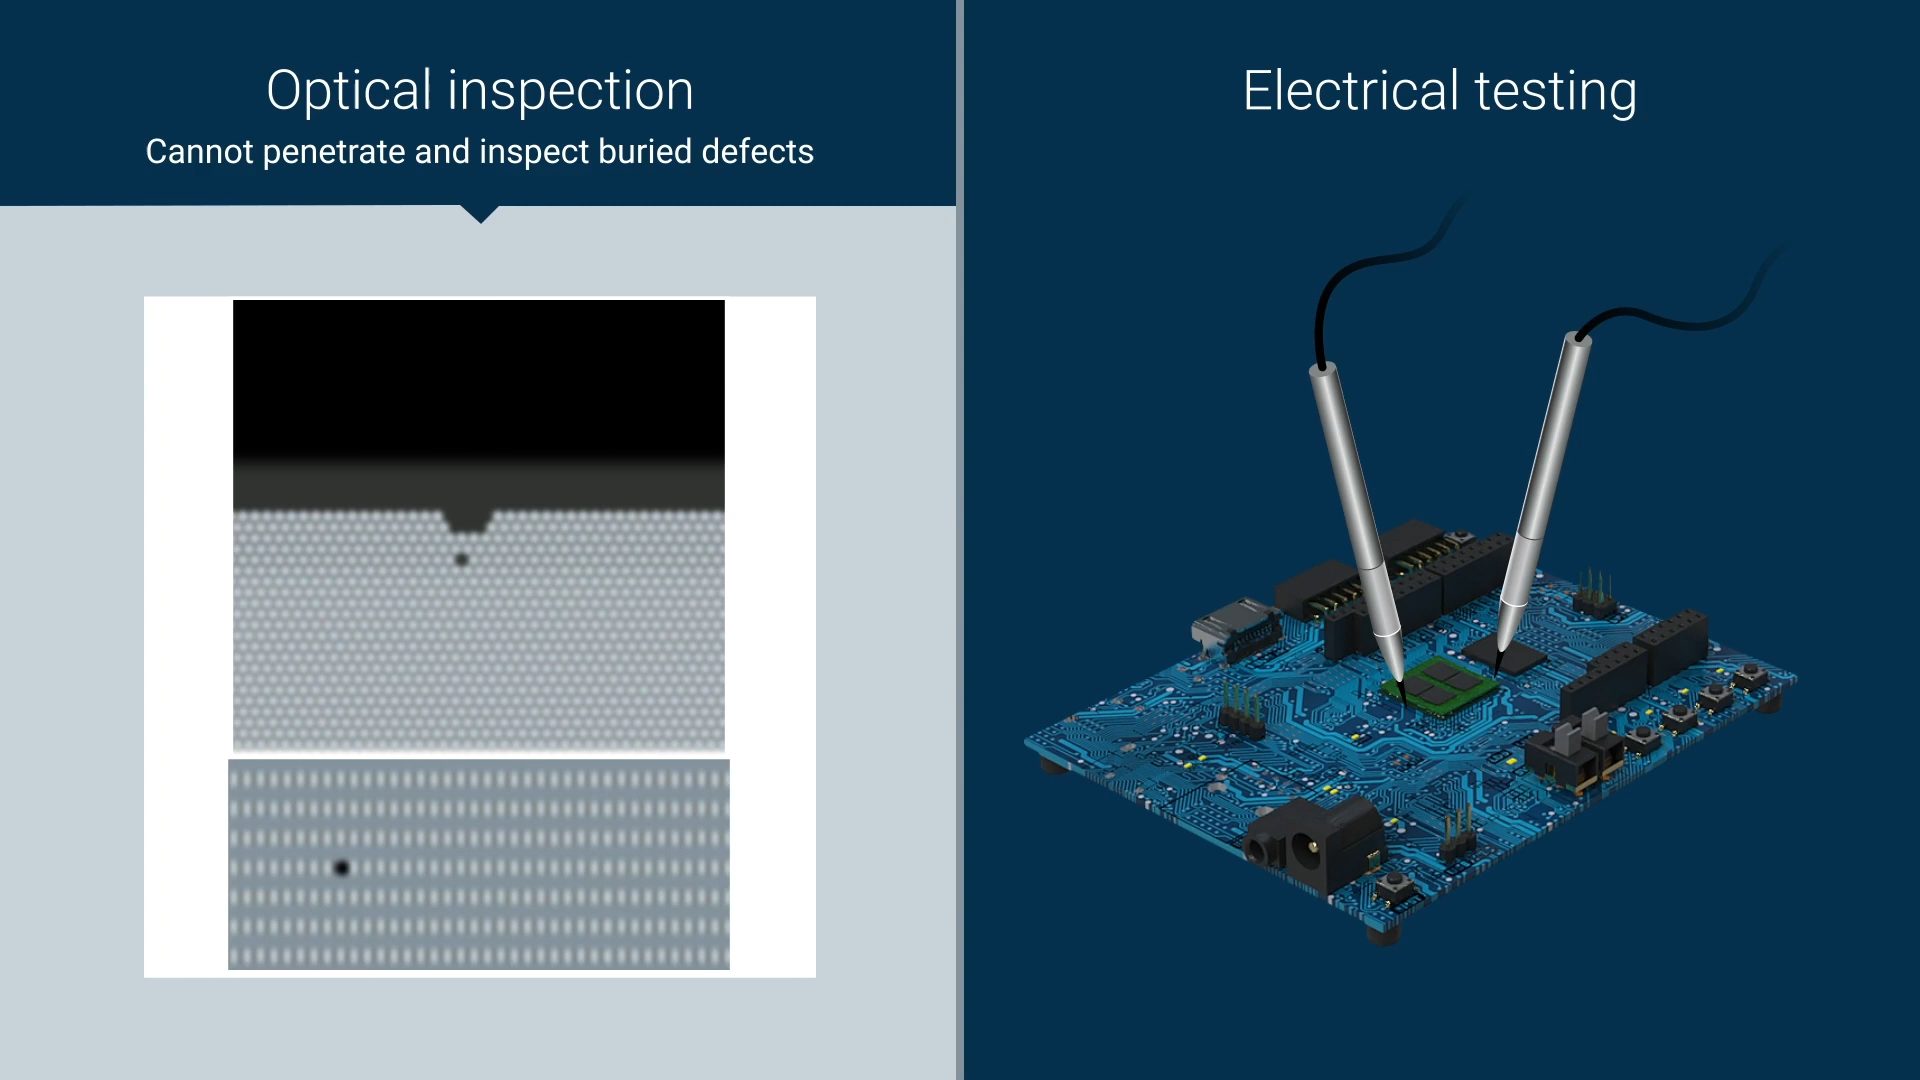 Optical inspection
Cannot penetrate and inspect buried defects
Electrical testing